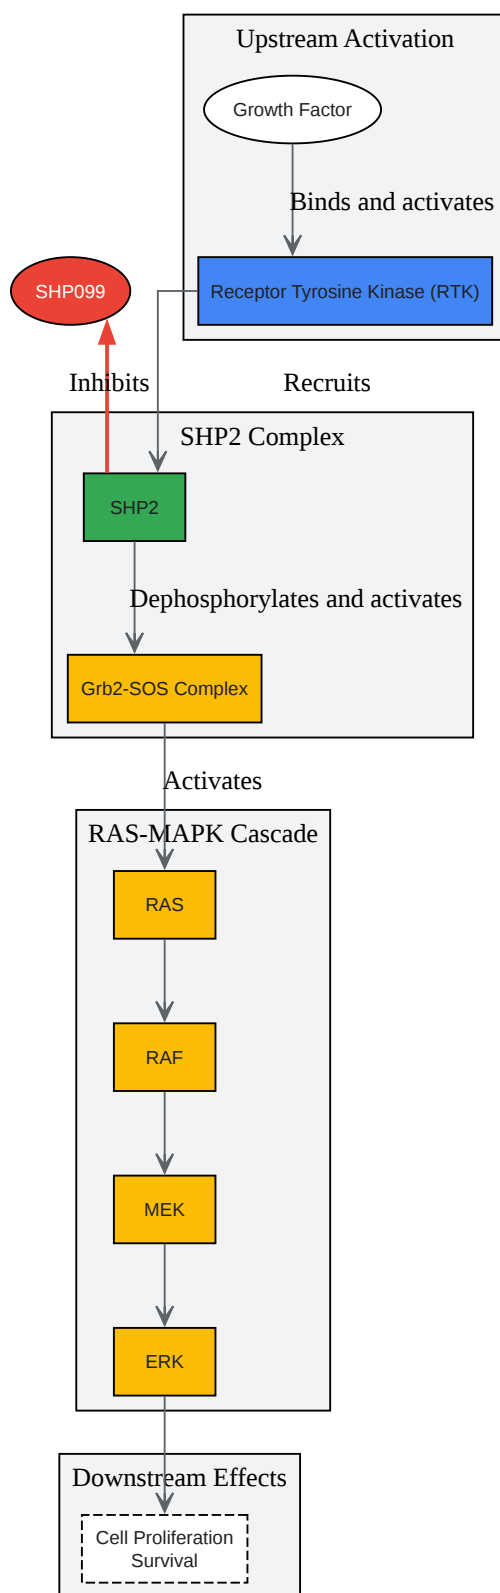 Upstream Activation
Growth Factor
Binds and activates
SHP099
Receptor Tyrosine Kinase (RTK)
Inhibits
Recruits
SHP2 Complex
SHP2
Dephosphorylates and activates
Grb2-SOS Complex
Activates
RAS-MAPK Cascade
RAS
RAF
MEK
ERK
Downstream Effects
Cell Proliferation
Survival